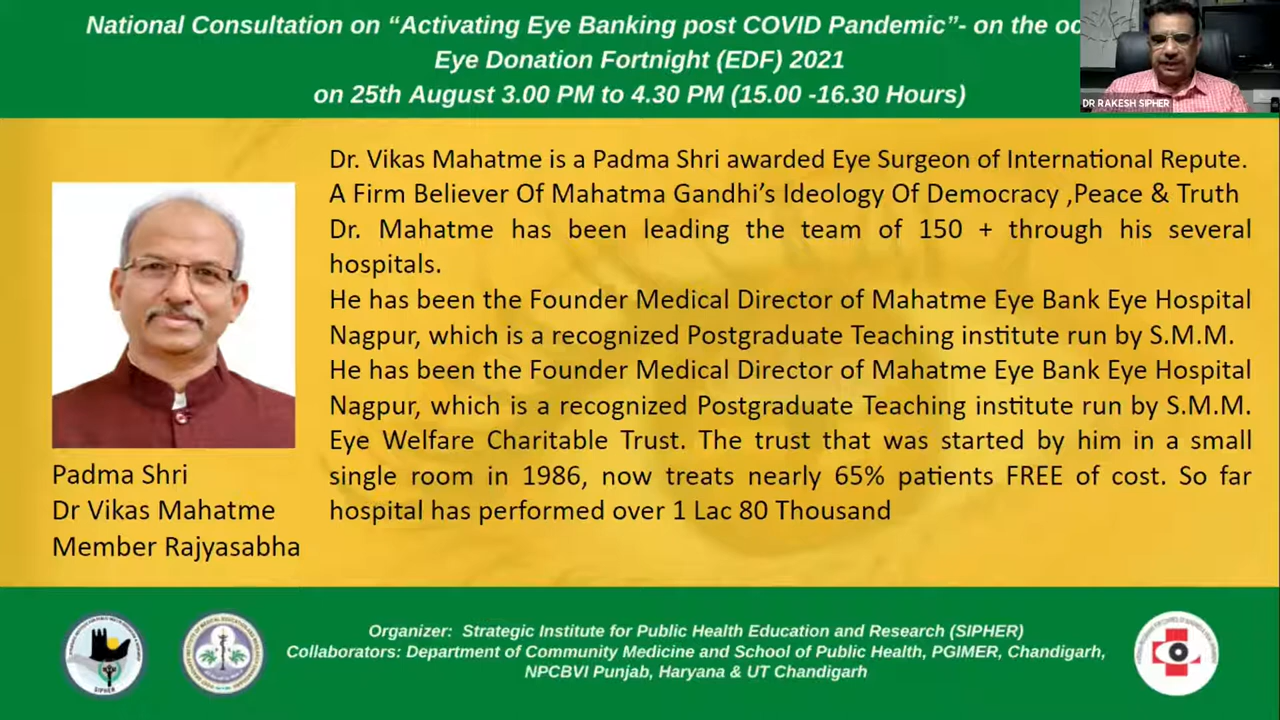 National Consultation on “Activating Eye Banking post COVID Pandemic”- on the oc
Eye Donation Fortnight (EDF) 2021
on 25th August 3.00 PM to 4.30 PM (15.00 -16.30 Hours)
DR RAKESH SIPHER
Dr. Vikas Mahatme is a Padma Shri awarded Eye Surgeon of International Repute.
A Firm Believer Of Mahatma Gandhi’s Ideology Of Democracy ,Peace & Truth
Dr. Mahatme has been leading the team of 150 + through his several
hospitals.
He has been the Founder Medical Director of Mahatme Eye Bank Eye Hospital
Nagpur, which is a recognized Postgraduate Teaching institute run by S.M.M.
He has been the Founder Medical Director of Mahatme Eye Bank Eye Hospital
Nagpur, which is a recognized Postgraduate Teaching institute run by S.M.M.
Eye Welfare Charitable Trust. The trust that was started by him in a small
single room in 1986, now treats nearly 65% patients FREE of cost. So far
hospital has performed over 1 Lac 80 Thousand
Padma Shri
Dr Vikas Mahatme
Member Rajyasabha
SIPHER
Organizer:  Strategic Institute for Public Health Education and Research (SIPHER)
Collaborators: Department of Community Medicine and School of Public Health, PGIMER, Chandigarh,
NPCBVI Punjab, Haryana & UT Chandigarh